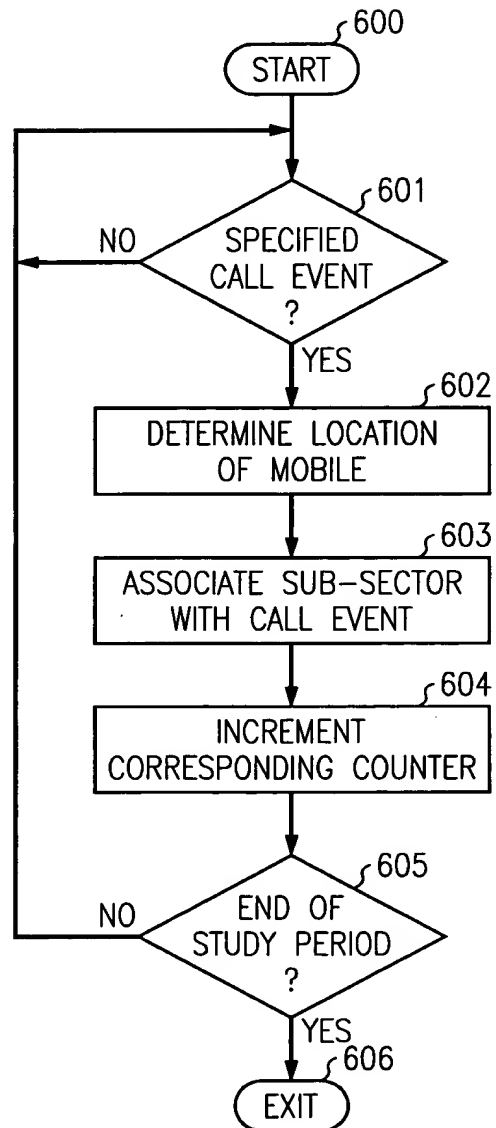 600
START
601
NO
SPECIFIED
CALL EVENT
?
YES
602
DETERMINE LOCATION
OF MOBILE
603
ASSOCIATE SUB-SECTOR
WITH CALL EVENT
604
INCREMENT
CORRESPONDING COUNTER
605
NO
END OF
STUDY PERIOD
?
YES
606
EXIT